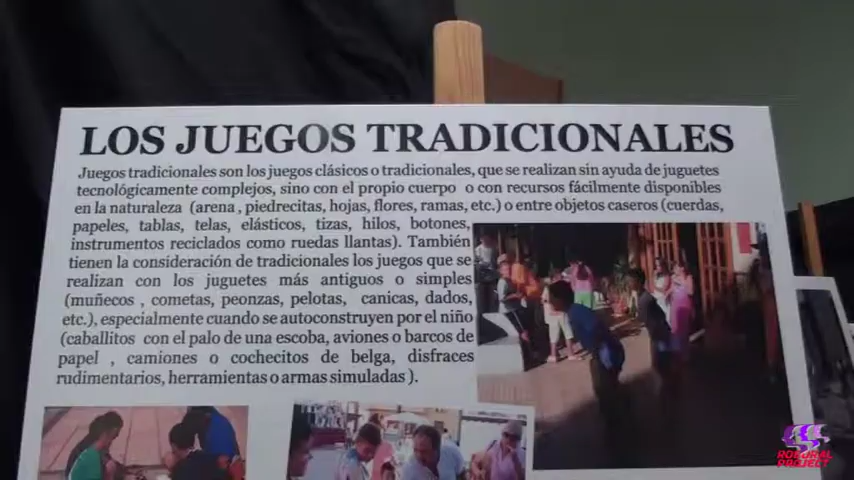 LOS JUEGOS TRADICIONALES
Juegos tradicionales son los juegos clásicos o tradicionales, que se realizan sin ayuda de juguetes
tecnológicamente complejos, sino con el propio cuerpo o con recursos fácilmente disponibles
en la naturaleza (arena , piedrecitas, hojas, flores, ramas, etc.) o entre objetos caseros (cuerdas,
papeles, tablas, telas, elásticos, tizas, hilos, botones,
instrumentos reciclados como ruedas llantas). También
tienen la consideración de tradicionales los juegos que se
realizan con los juguetes más antiguos o simples
(muñecos , cometas, peonzas, pelotas, canicas, dados,
etc.), especialmente cuando se autoconstruyen por el niño
(caballitos con el palo de una escoba, aviones o barcos de
papel , camiones o cochecitos de belga, disfraces
rudimentarios, herramientas o armas simuladas ).
PROJECT